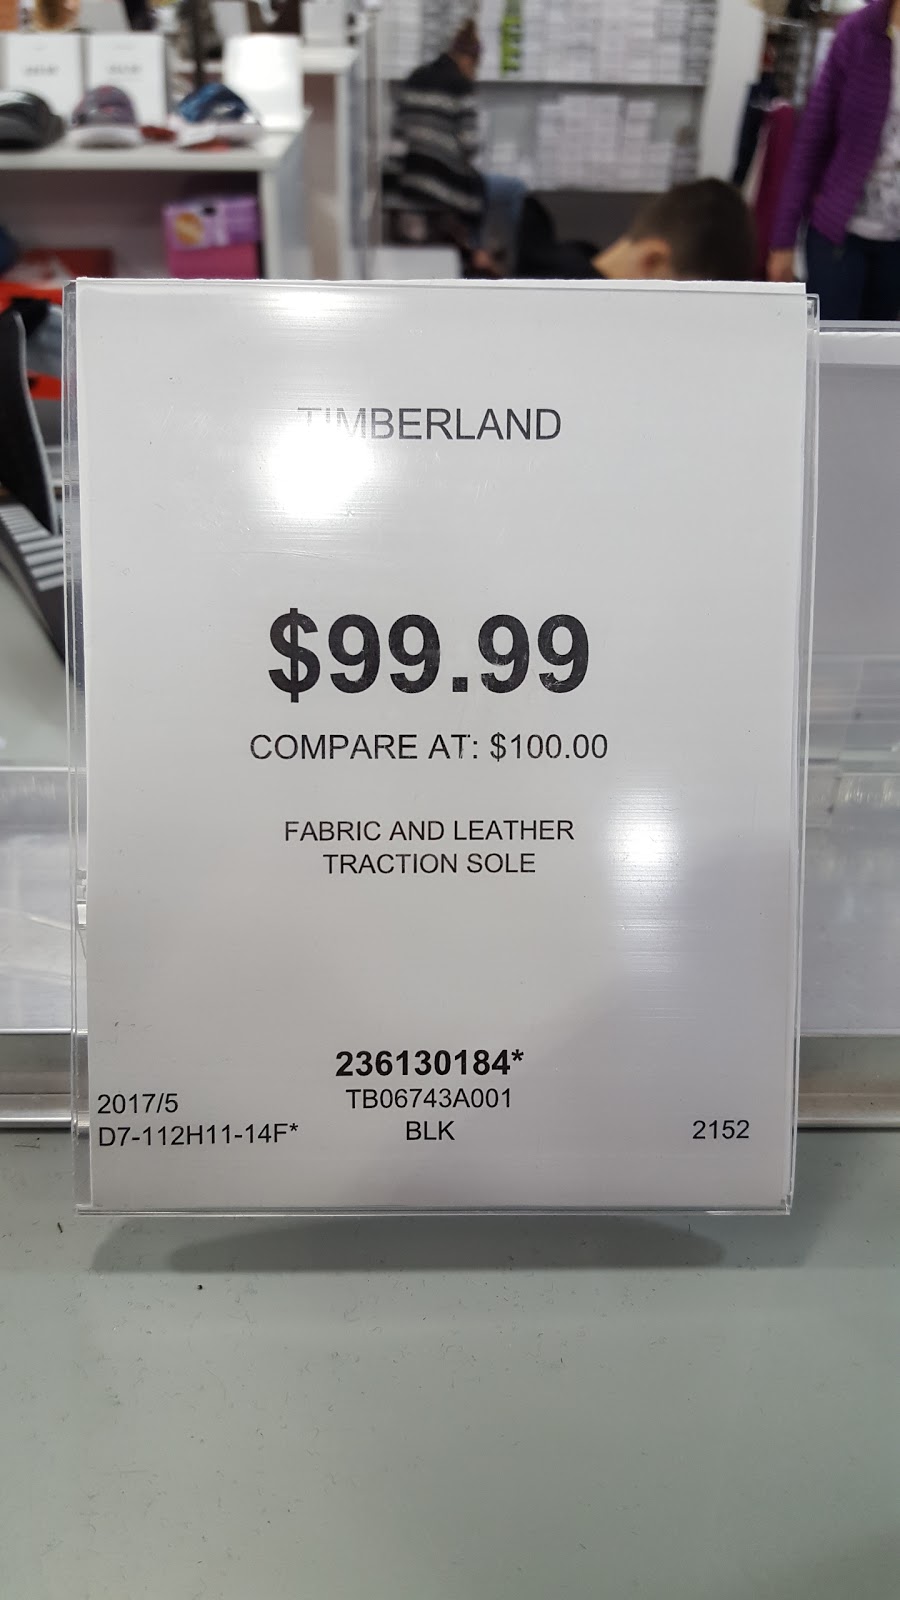 TIMBERLAND
$99.99
COMPARE AT: $100.00
FABRIC AND LEATHER
TRACTION SOLE
236130184*
TB06743A001
2017/5
D7-112H11-14F*
BLK
2152